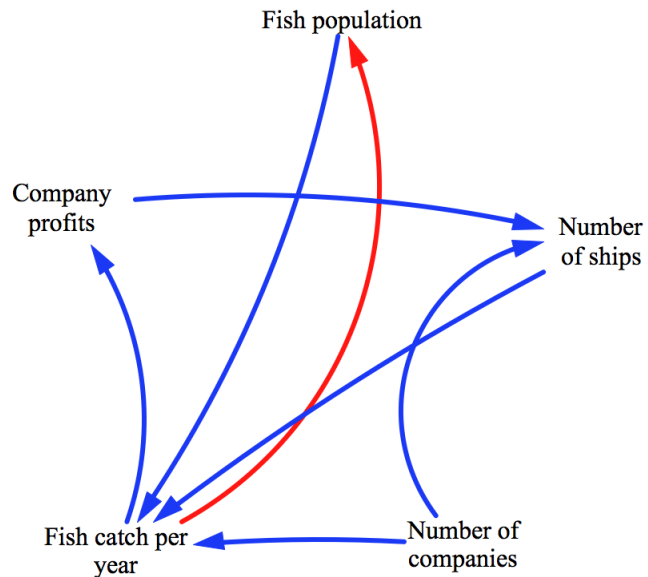 Fish population
Company
profits
Number
of ships
Fish catch per
year
Number of
companies